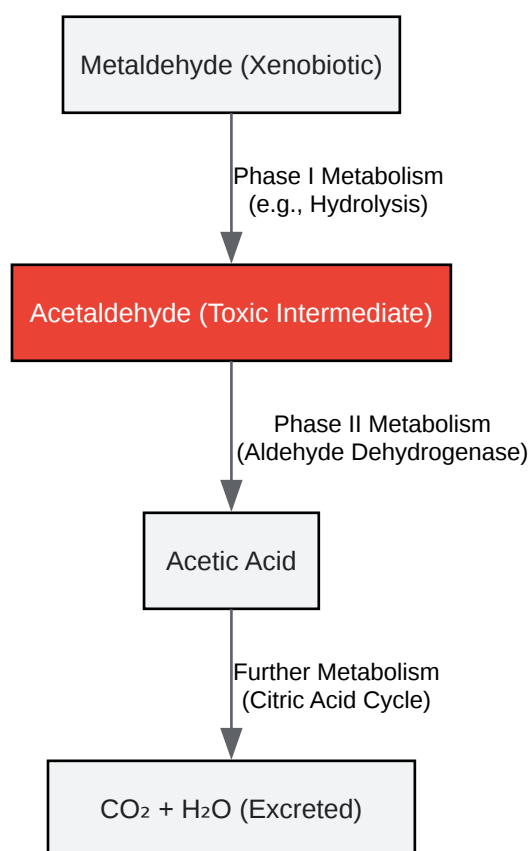 Metaldehyde (Xenobiotic)
Phase I Metabolism
(e.g., Hydrolysis)
Acetaldehyde (Toxic Intermediate)
Phase II Metabolism
(Aldehyde Dehydrogenase)
Acetic Acid
Further Metabolism
(Citric Acid Cycle)
CO₂ + H₂O (Excreted)